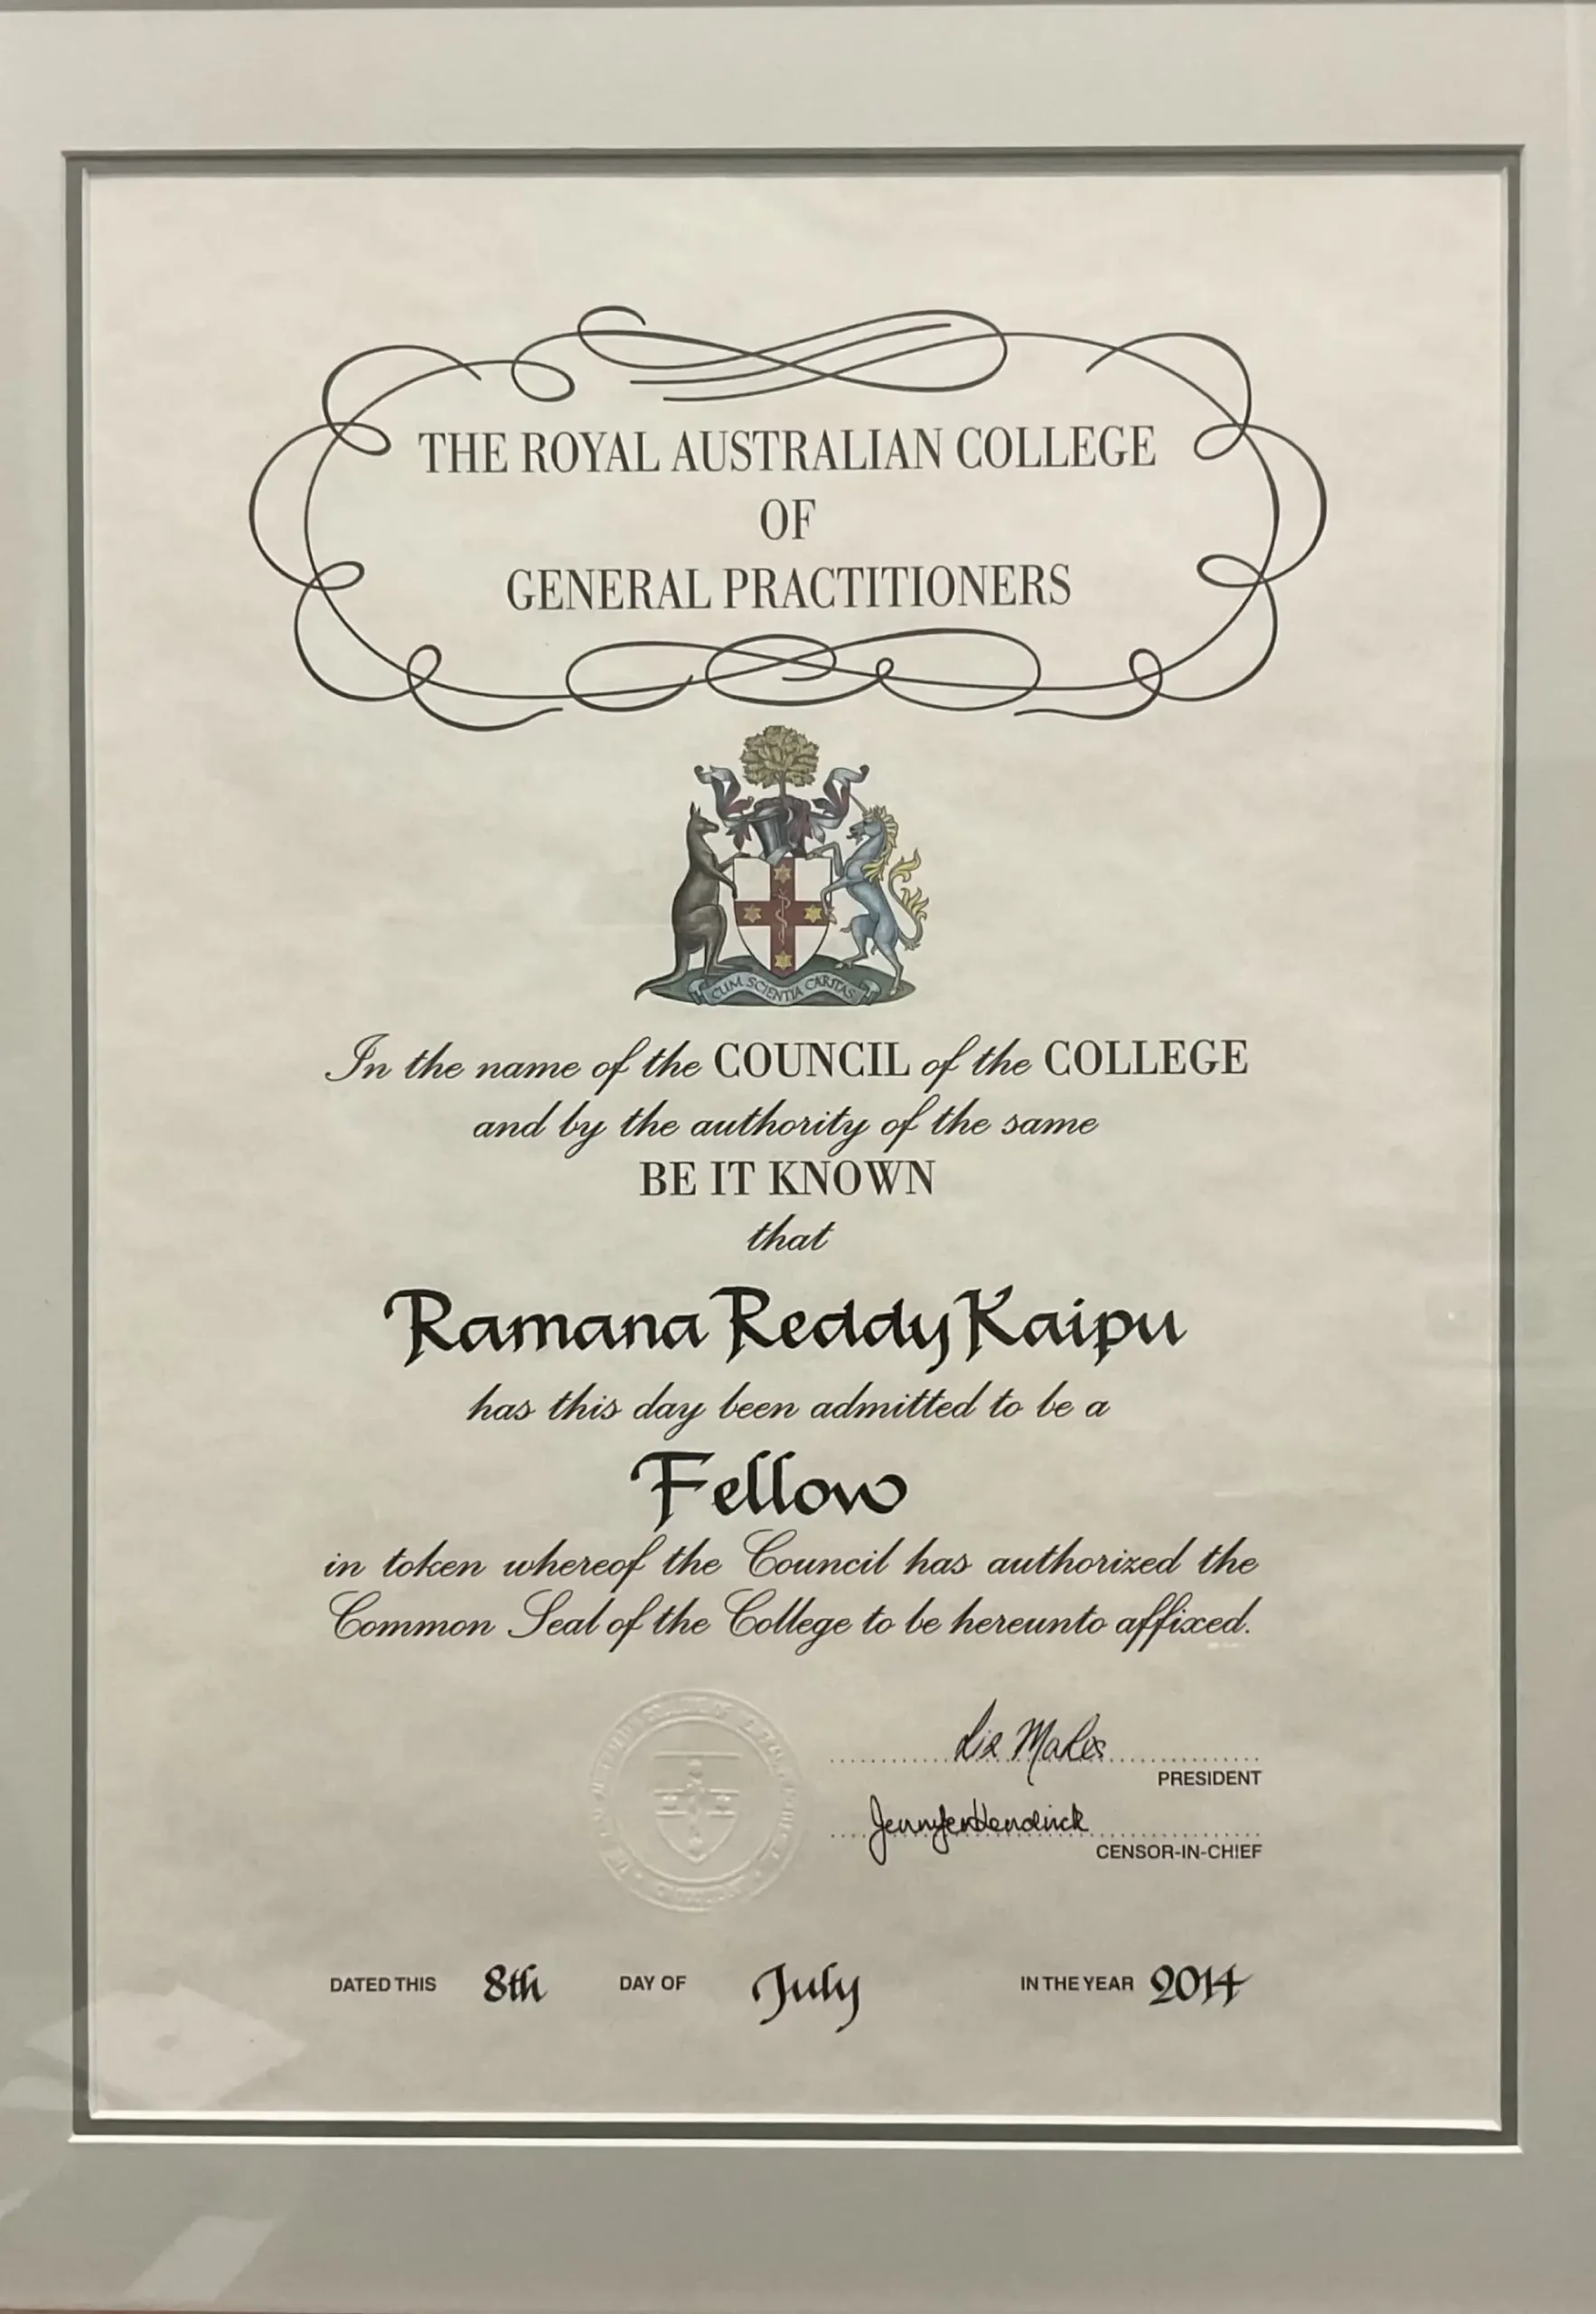 THE ROYAL AUSTRALIAN COLLEGE
OF
GENERAL PRACTITIONERS
CUM SCIENTIA CARITAS
In the name of the COUNCIL of the COLLEGE
and by the authority of the same
BE IT KNOWN
that
Ramana Reddy Kaipu
has this day been admitted to be a
Fellow
in token whereof the Council has authorized the
Common Seal of the College to be hereunto affixed.
Liz Marles
PRESIDENT
Jennifer Kendrick
CENSOR-IN-CHIEF
DATED THIS 8th DAY OF July IN THE YEAR 2014